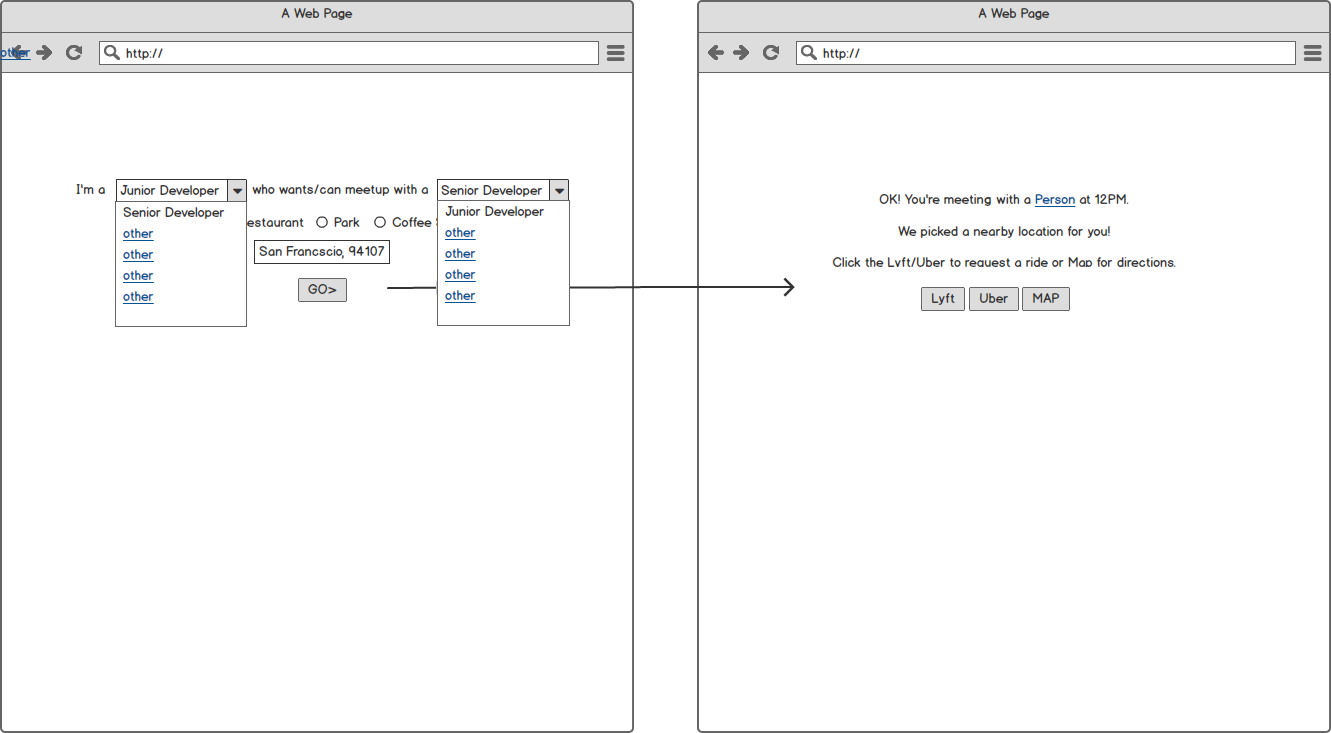 A Web Page
other
http://
I'm a Junior Developer who wants/can meetup with a Senior Developer
Senior Developer
Junior Developer
estaurant Park Coffee
other
other
San Francscio, 94107
other
other
other
other
GO>
other
other
A Web Page
http://
OK! You're meeting with a Person at 12PM.
We picked a nearby location for you!
Click the Lyft/Uber to request a ride or Map for directions.
Lyft Uber MAP